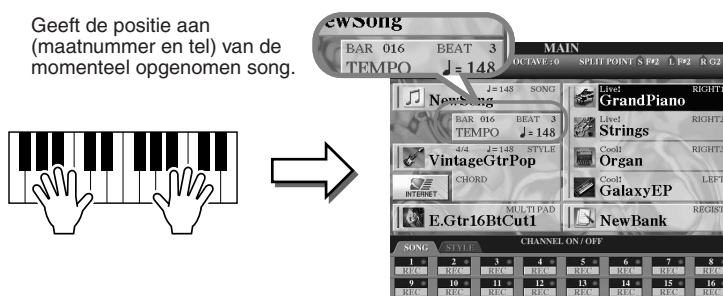 Geeft de positie aan
(maatnummer en tel) van de
momenteel opgenomen song.
ewSong
BAR 016 BEAT 3
TEMPO ♩=148
MAIN
OCTAVE : 0 SPLIT POINT S F#2 L F#2 R G2
♩=148 SONG
NewSong
BAR 016 BEAT 3
TEMPO ♩=148
4/4 ♩=148 STYLE
VintageGtrPop
INTERNET
CHORD
MULTI PAD
E.Gtr16BtCut1
Live! RIGHT1
GrandPiano
Live! RIGHT2
Strings
Cool! RIGHT3
Organ
Cool! LEFT
GalaxyEP
REGIST
NewBank
SONG STYLE CHANNEL ON / OFF
1 2 3 4 5 6 7 8
REC REC REC REC REC REC REC REC
9 10 11 12 13 14 15 16
REC REC REC REC REC REC REC REC